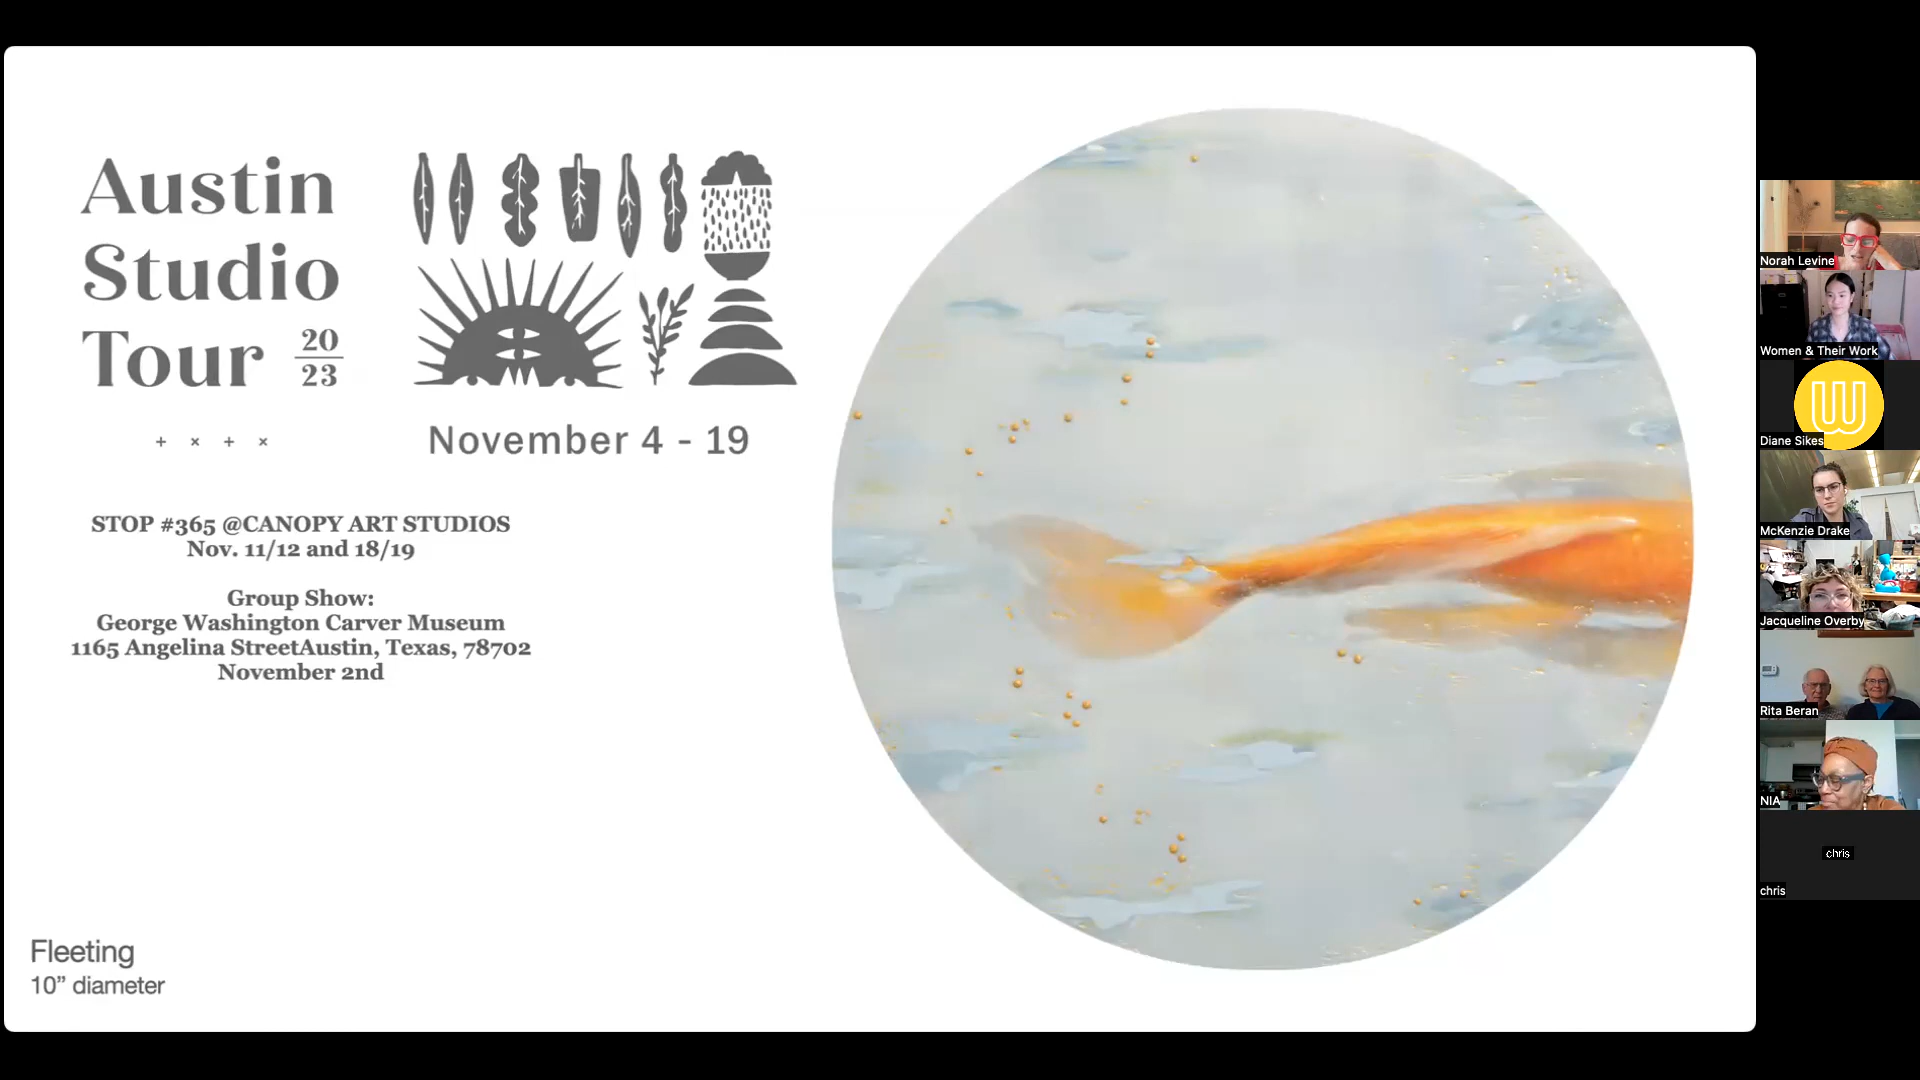 Austin
Studio
Tour 20
23
November 4 - 19
STOP #365 @CANOPY ART STUDIOS
Nov. 11/12 and 18/19
Group Show:
George Washington Carver Museum
1165 Angelina StreetAustin, Texas, 78702
November 2nd
Fleeting
10” diameter
Norah Levine
Women & Their Work
W
Diane Sikes
McKenzie Drake
Jacqueline Overby
Rita Beran
NIA
chris
chris